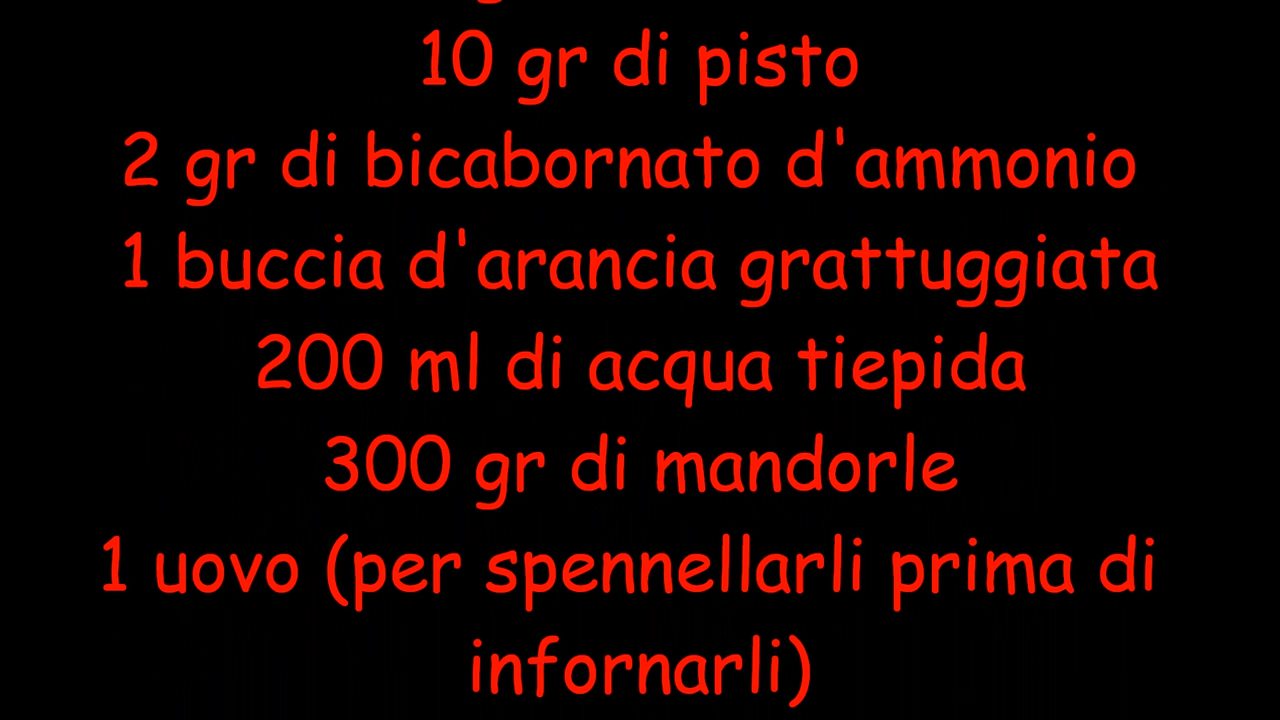 10 gr di pisto
2 gr di bicabornato d'ammonio
1 buccia d'arancia grattuggiata
200 ml di acqua tiepida
300 gr di mandorle
1 uovo (per spennellarli prima di
infornarli)